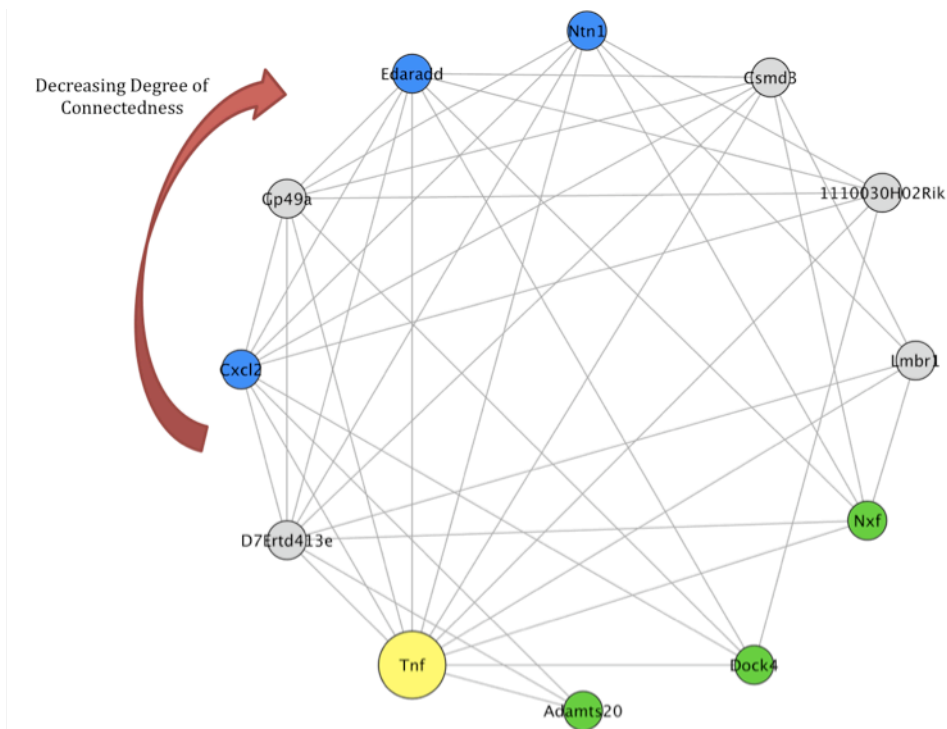 Ntn1
Edaradd
Csmd3
Decreasing Degree of
Connectedness
Gp49a
1110030H02Rik
Cxcl2
Lmbr1
Nxf
D7Ertd413e
Tnf
Dock4
Adamts20